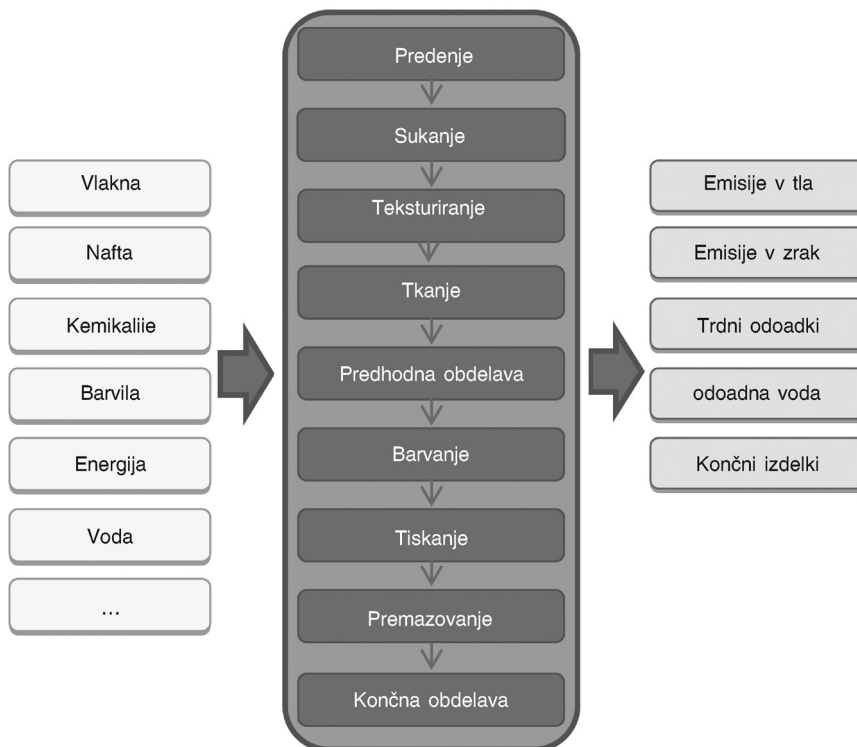 Vlakna
Nafta
Kemikaliie
Barvila
Energija
Voda
...
Predenje
Sukanje
Teksturiranje
Tkanje
Predhodna obdelava
Barvanje
Tiskanje
Premazovanje
Končna obdelava
Emisije v tla
Emisije v zrak
Trdni odoadki
odoadna voda
Končni izdelki